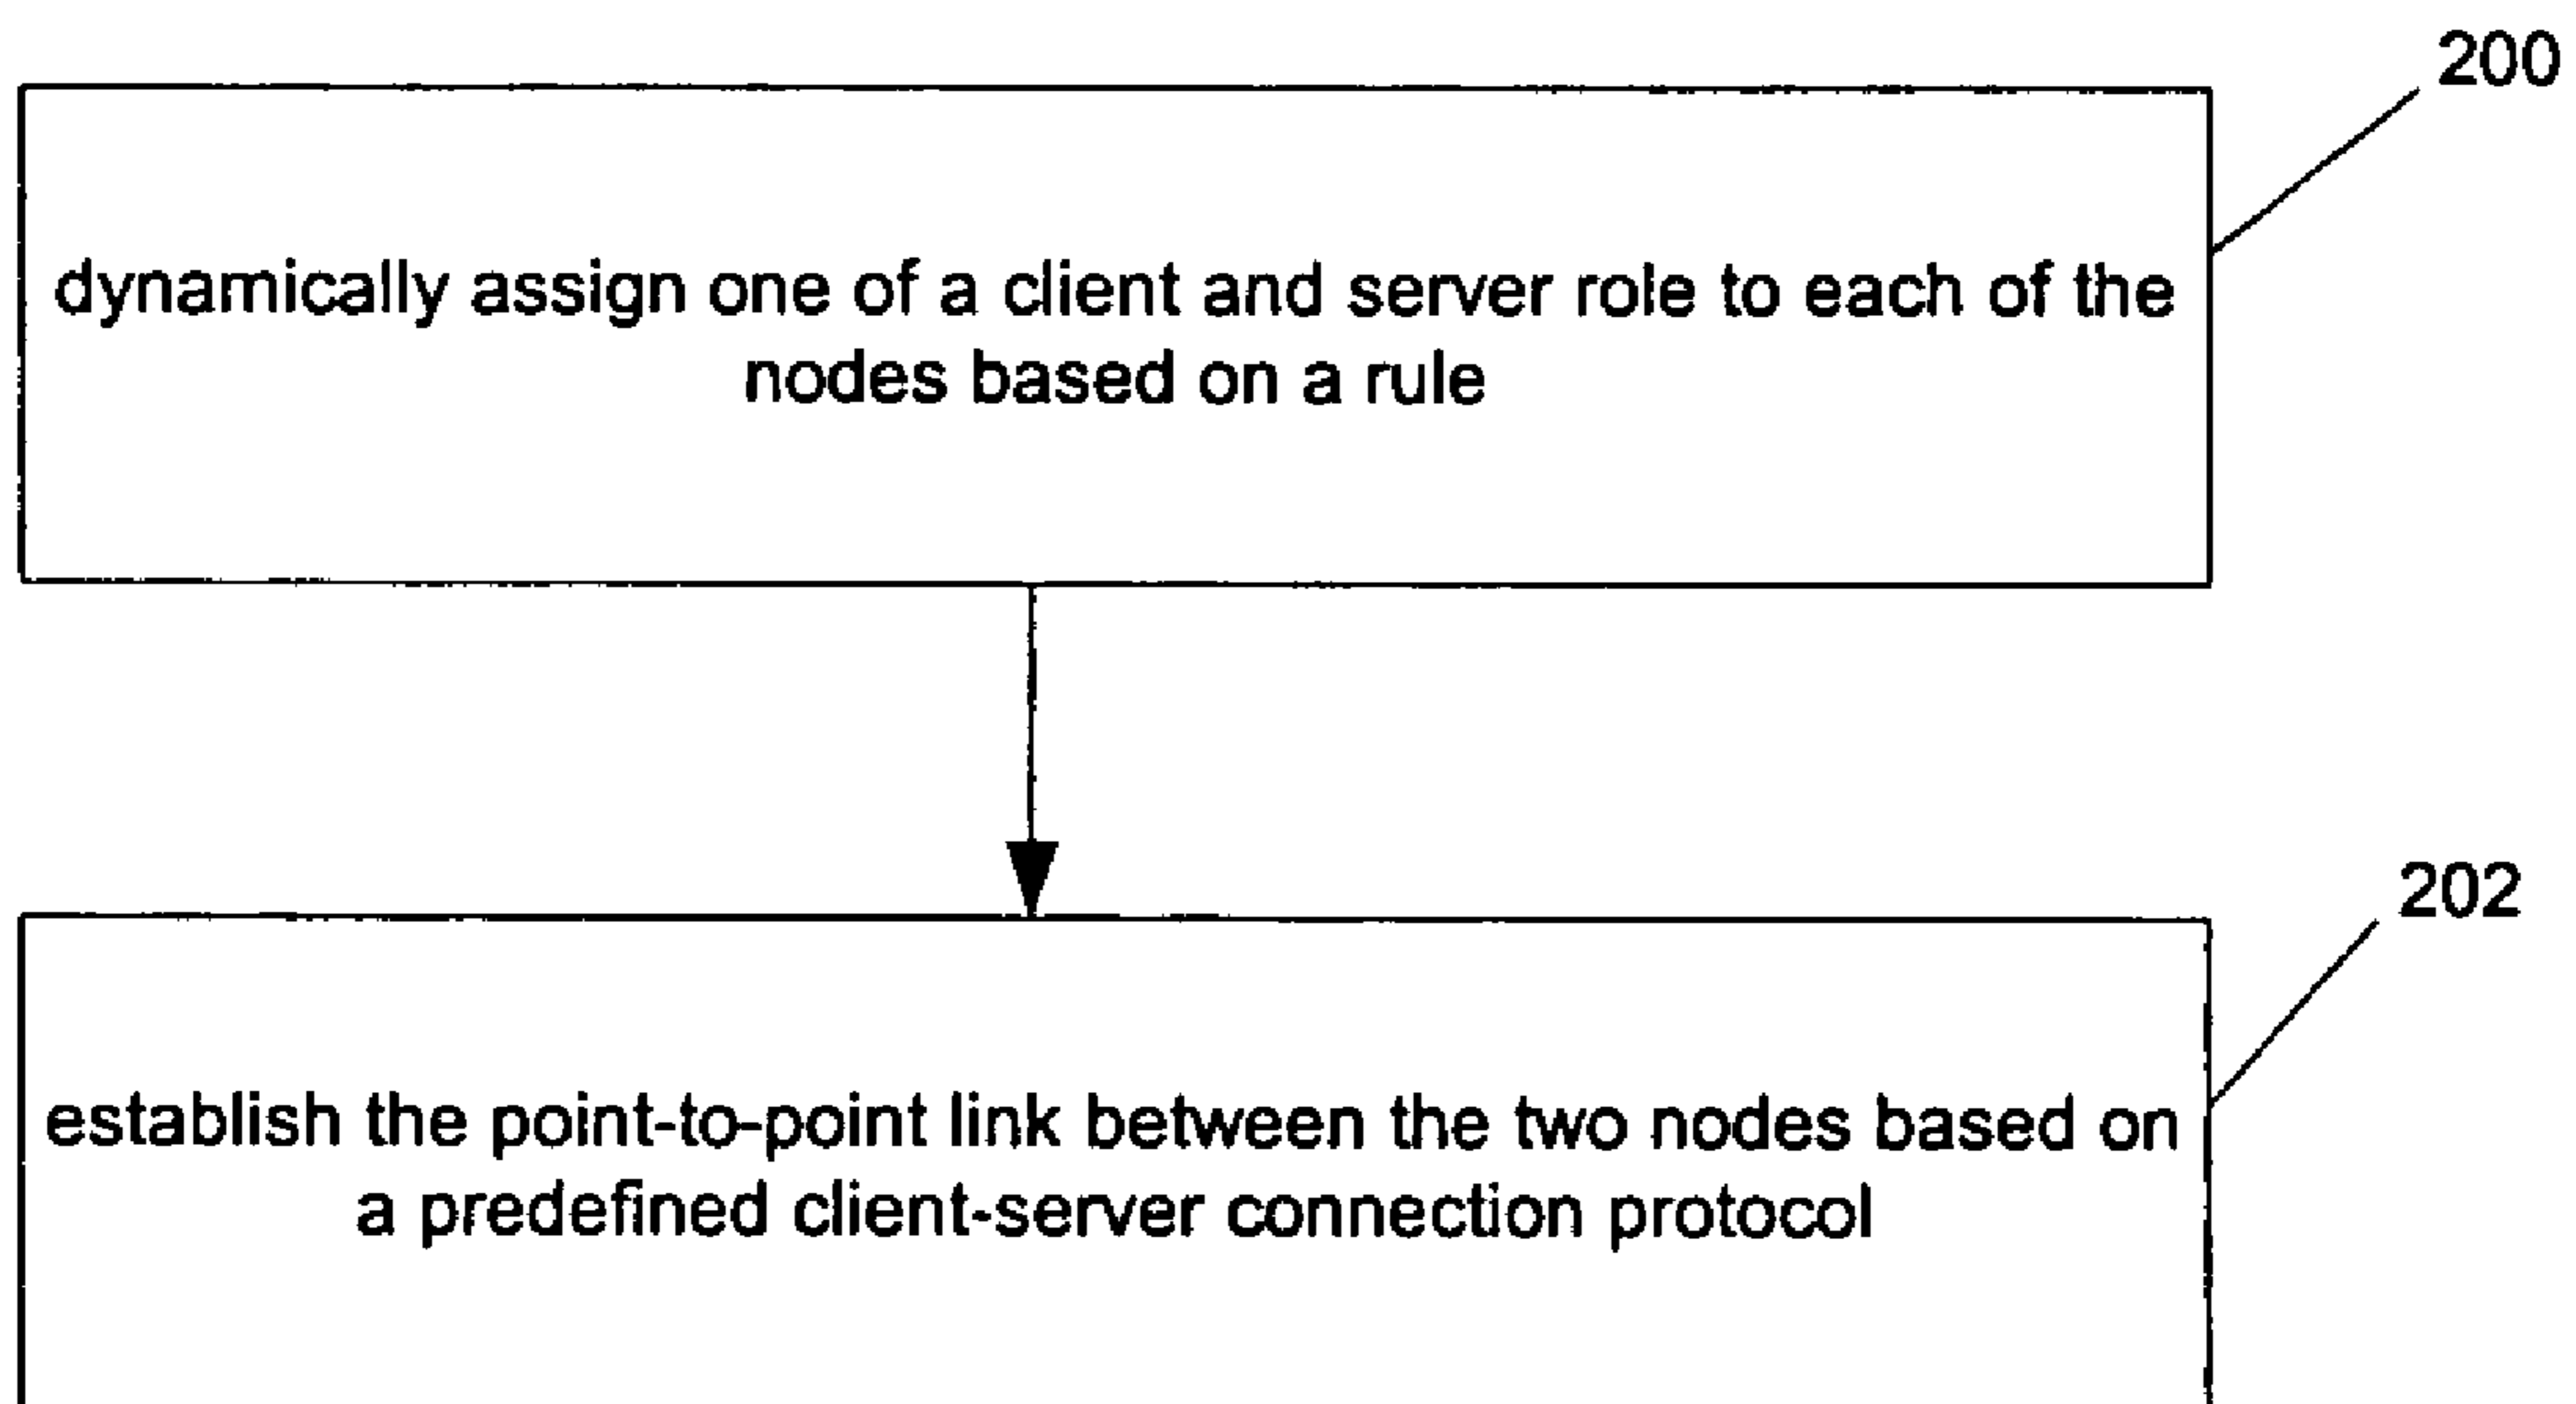 200
dynamically assign one of a client and server role to each of the
nodes based on a rule
202
establish the point-to-point link between the two nodes based on
a predefined client-server connection protocol